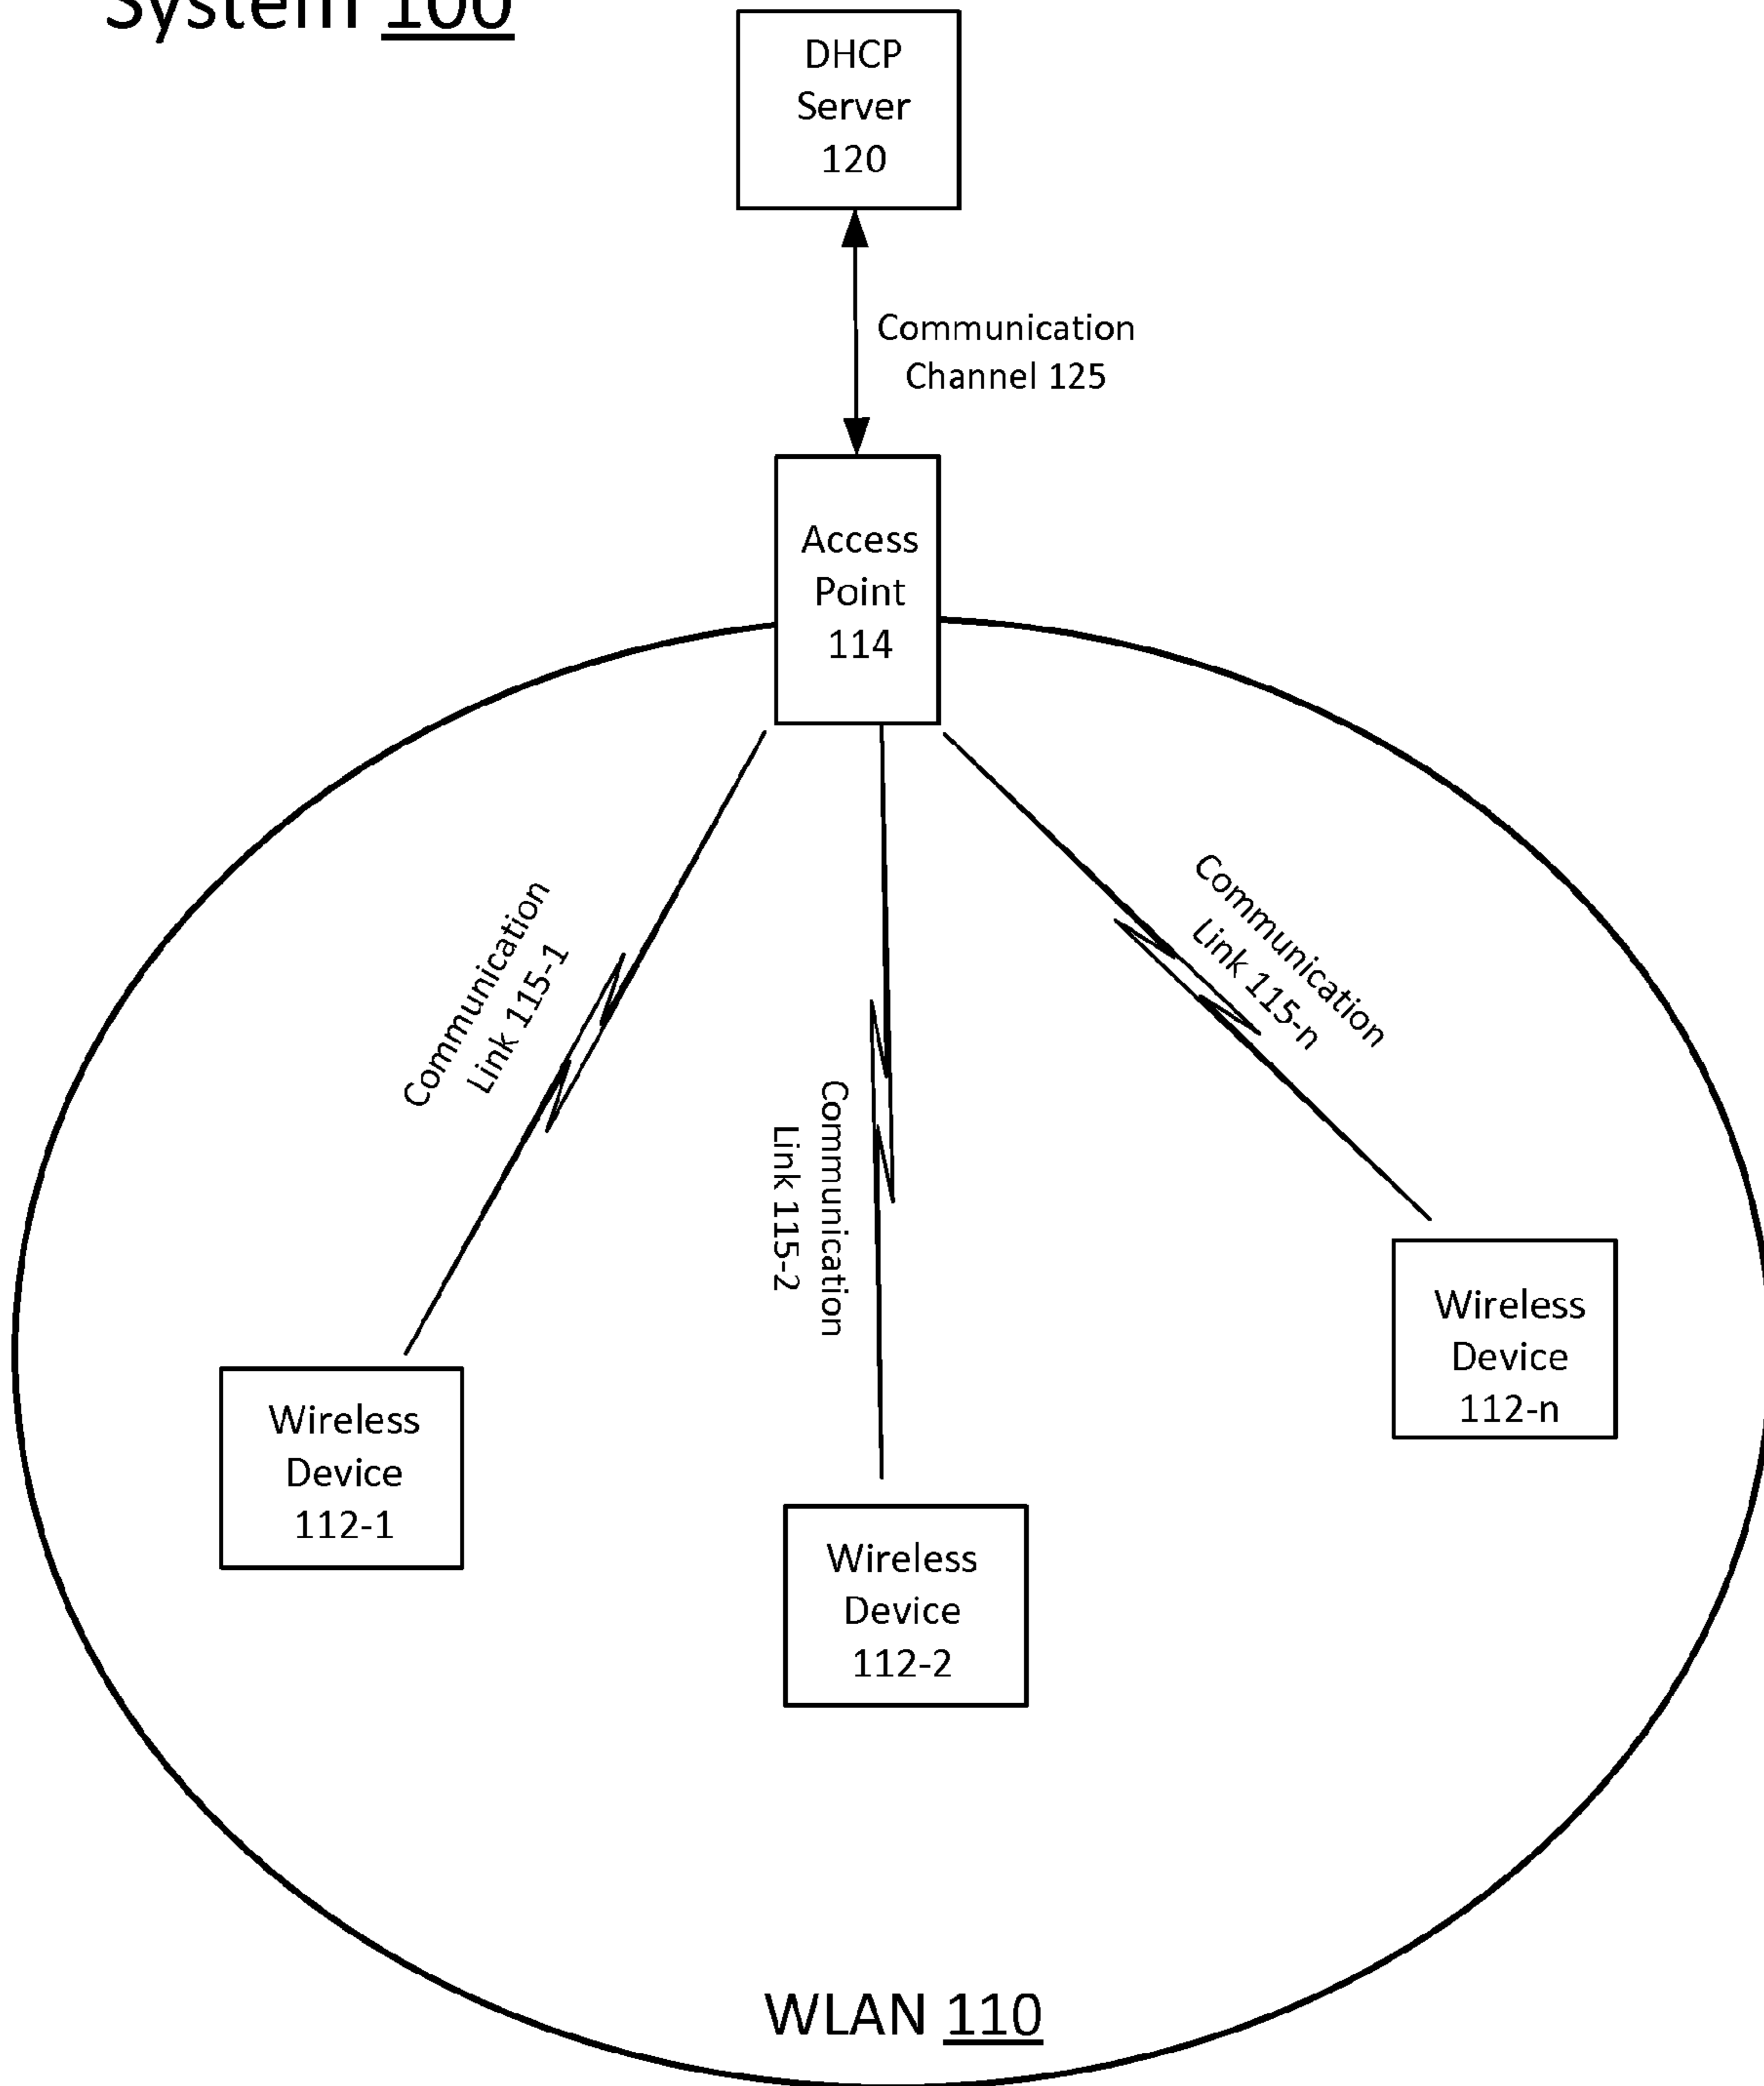 System 100
DHCP
Server
120
Communication
Channel 125
Access
Point
114
Communication
Link 115-1
Communication
Link 115-2
Communication
Link 115-n
Wireless
Device
112-1
Wireless
Device
112-2
Wireless
Device
112-n
WLAN 110